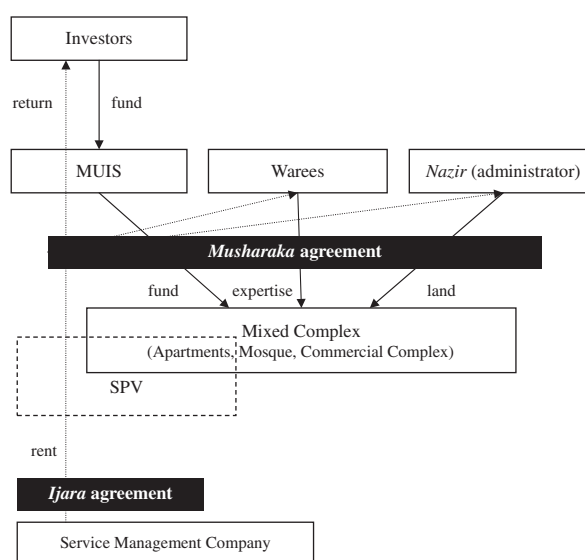 Investors
return
fund
MUIS
Warees
Nazir (administrator)
Musharaka agreement
fund
expertise
land
Mixed Complex
(Apartments, Mosque, Commercial Complex)
SPV
rent
Ijara agreement
Service Management Company